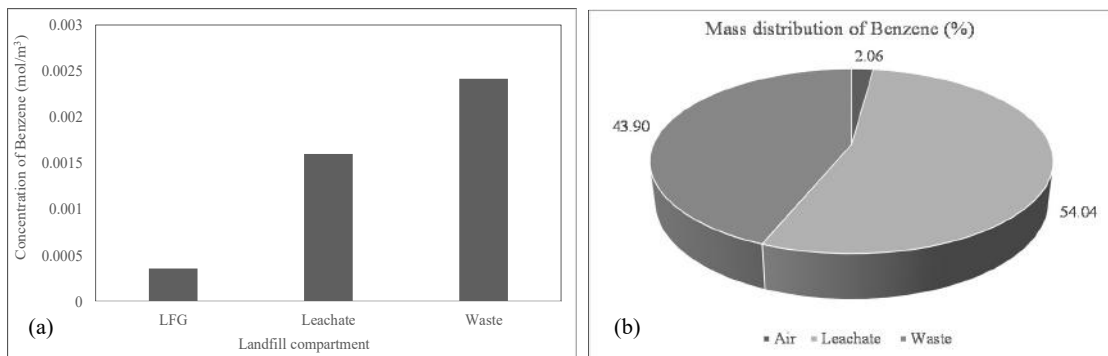 0.003
0.0025
0.002
0.0015
0.001
0.0005
0
Concentration of Benzene (mol/m³)
LFG Leachate Waste
Landfill compartment
(a)
Mass distribution of Benzene (%)
2.06
43.90
54.04
Air Leachate Waste
(b)